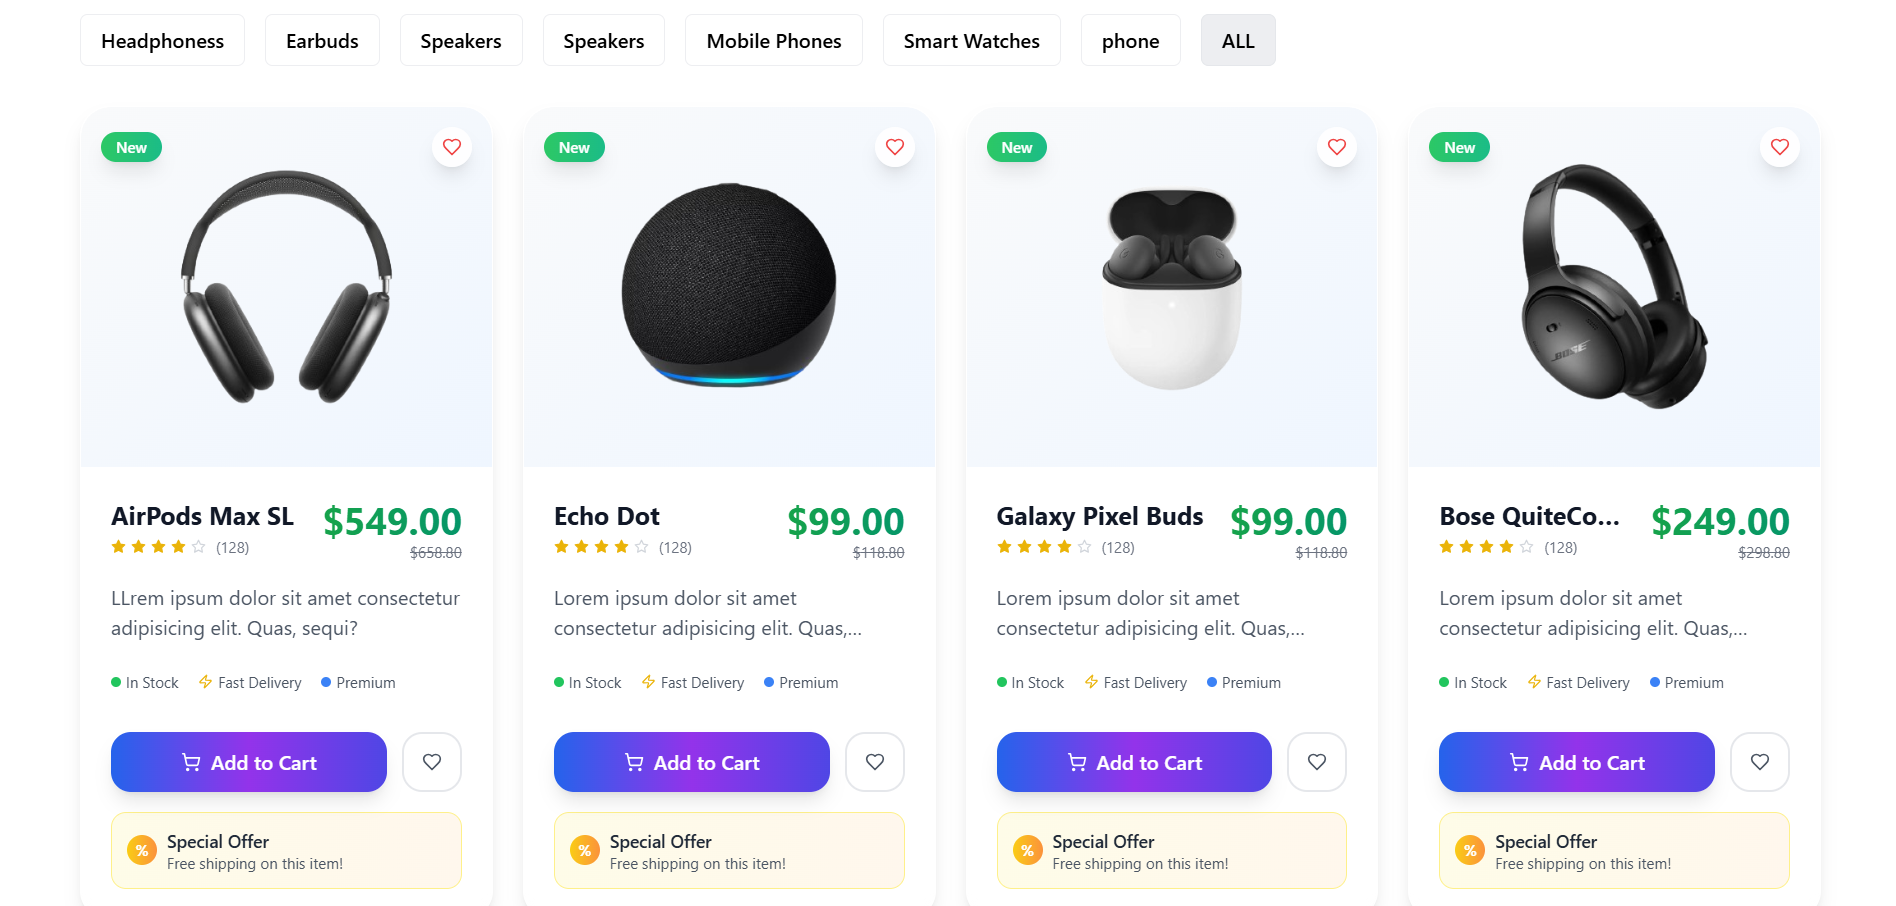 Headphoness Earbuds Speakers Speakers Mobile Phones Smart Watches phone ALL
New New New New
BOSE
AirPods Max SL $549.00
(128) $658.80
LLrem ipsum dolor sit amet consectetur
adipisicing elit. Quas, sequi?
In Stock Fast Delivery Premium
Add to Cart
% Special Offer
Free shipping on this item!
Echo Dot $99.00
(128) $118.80
Lorem ipsum dolor sit amet
consectetur adipisicing elit. Quas,...
In Stock Fast Delivery Premium
Add to Cart
% Special Offer
Free shipping on this item!
Galaxy Pixel Buds $99.00
(128) $118.80
Lorem ipsum dolor sit amet
consectetur adipisicing elit. Quas,...
In Stock Fast Delivery Premium
Add to Cart
% Special Offer
Free shipping on this item!
Bose QuiteCo... $249.00
(128) $298.80
Lorem ipsum dolor sit amet
consectetur adipisicing elit. Quas,...
In Stock Fast Delivery Premium
Add to Cart
% Special Offer
Free shipping on this item!